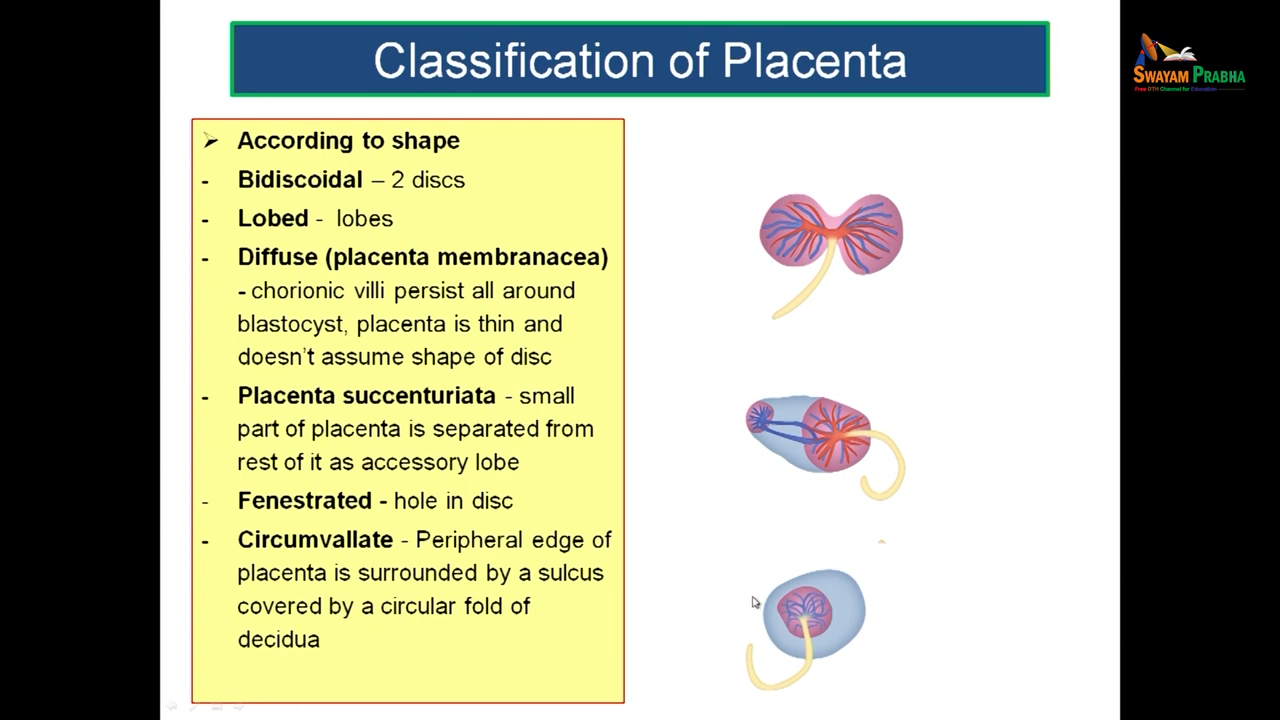 Classification of Placenta
SWAYAM PRABHA
Free DTH Channel for Education
➢ According to shape
- Bidiscoidal – 2 discs
- Lobed - lobes
- Diffuse (placenta membranacea)
- chorionic villi persist all around
blastocyst, placenta is thin and
doesn't assume shape of disc
- Placenta succenturiata - small
part of placenta is separated from
rest of it as accessory lobe
- Fenestrated - hole in disc
- Circumvallate - Peripheral edge of
placenta is surrounded by a sulcus
covered by a circular fold of
decidua